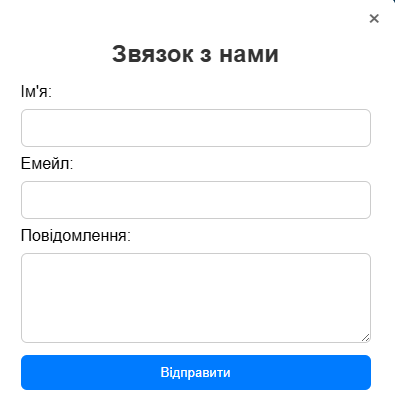 ×
Звязок з нами
Ім'я:
Емейл:
Повідомлення:
Відправити